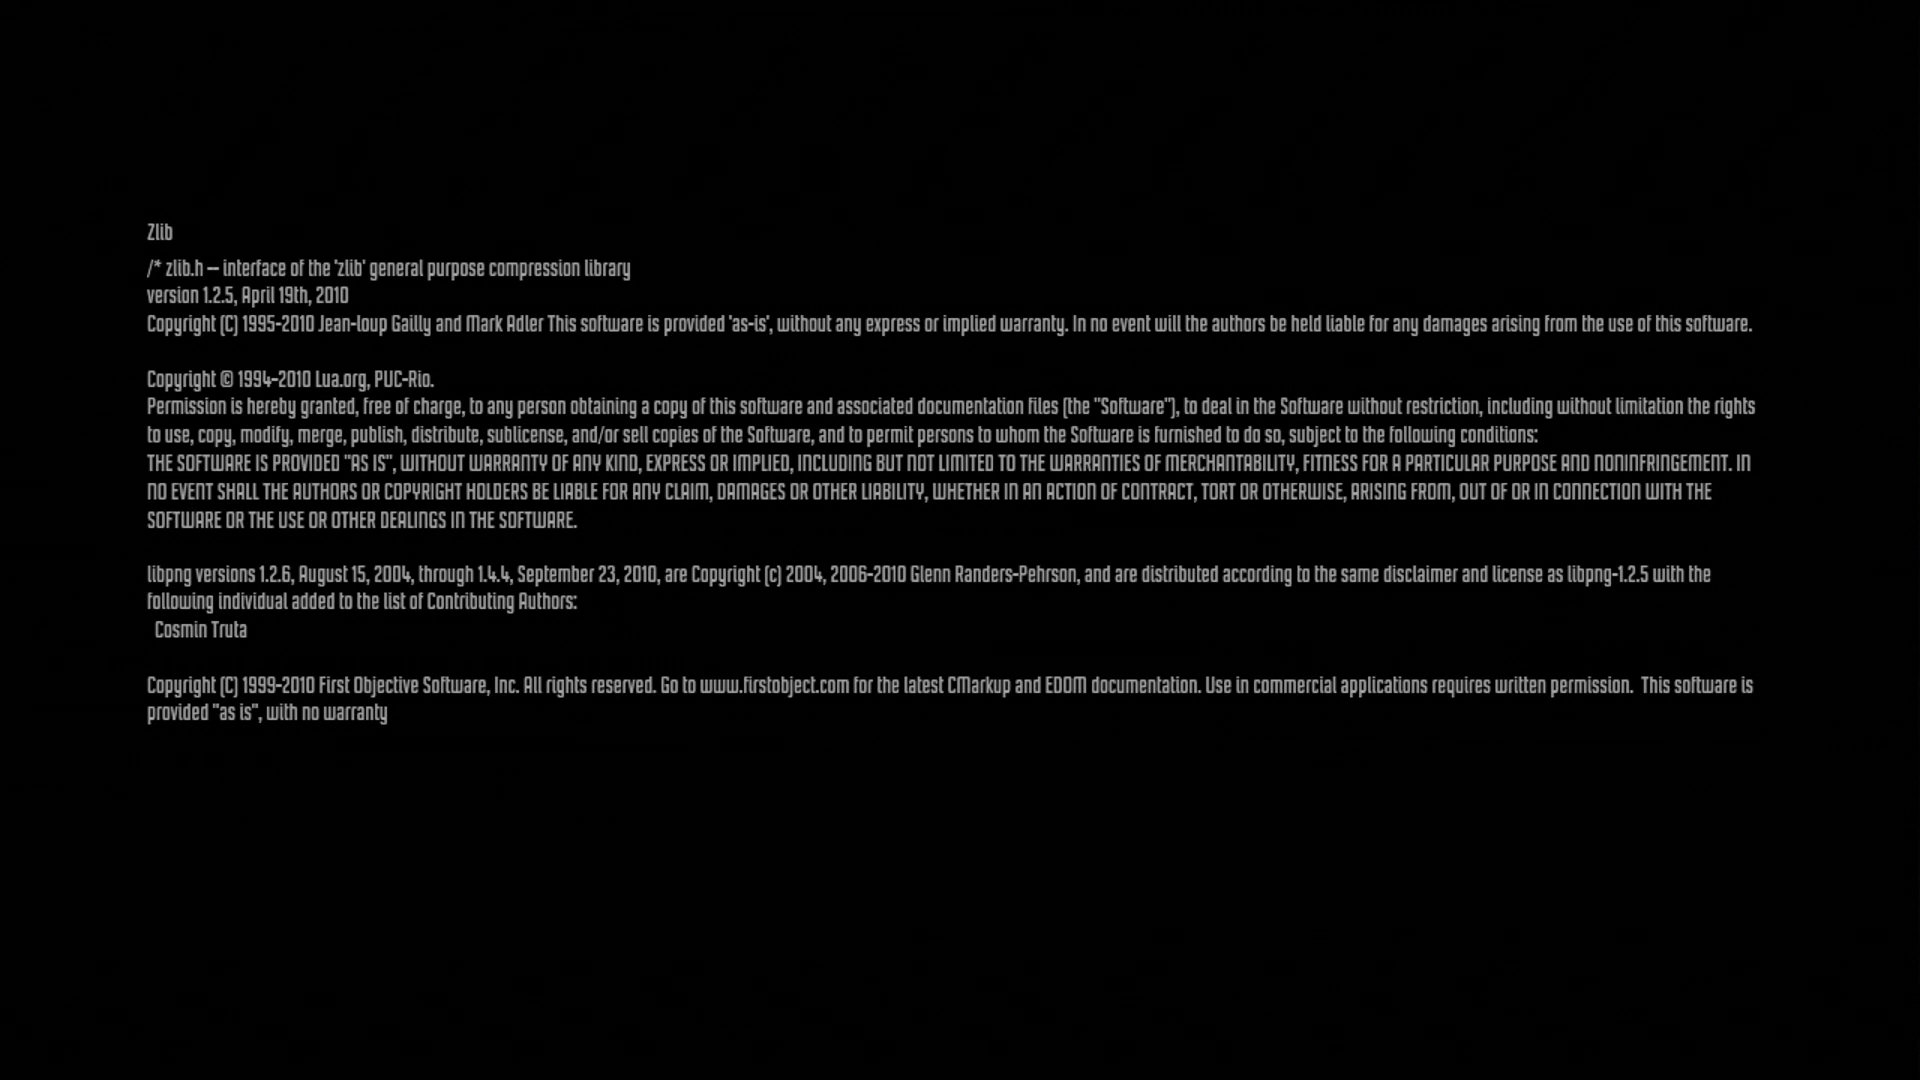 Zlib
/* zlib.h — interface of the 'zlib' general purpose compression library
version 1.2.5, April 19th, 2010
Copyright (C) 1995-2010 Jean-loup Gailly and Mark Adler This software is provided 'as-is', without any express or implied warranty. In no event will the authors be held liable for any damages arising from the use of this software.
Copyright © 1994-2010 Lua.org, PUC-Rio.
Permission is hereby granted, free of charge, to any person obtaining a copy of this software and associated documentation files (the "Software"), to deal in the Software without restriction, including without limitation the rights
to use, copy, modify, merge, publish, distribute, sublicense, and/or sell copies of the Software, and to permit persons to whom the Software is furnished to do so, subject to the following conditions:
THE SOFTWARE IS PROVIDED "AS IS", WITHOUT WARRANTY OF ANY KIND, EXPRESS OR IMPLIED, INCLUDING BUT NOT LIMITED TO THE WARRANTIES OF MERCHANTABILITY, FITNESS FOR A PARTICULAR PURPOSE AND NONINFRINGEMENT. IN
NO EVENT SHALL THE AUTHORS OR COPYRIGHT HOLDERS BE LIABLE FOR ANY CLAIM, DAMAGES OR OTHER LIABILITY, WHETHER IN AN ACTION OF CONTRACT, TORT OR OTHERWISE, ARISING FROM, OUT OF OR IN CONNECTION WITH THE
SOFTWARE OR THE USE OR OTHER DEALINGS IN THE SOFTWARE.
libpng versions 1.2.6, August 15, 2004, through 1.4.4, September 23, 2010, are Copyright (c) 2004, 2006-2010 Glenn Randers-Pehrson, and are distributed according to the same disclaimer and license as libpng-1.2.5 with the
following individual added to the list of Contributing Authors:
Cosmin Truta
Copyright (C) 1999-2010 First Objective Software, Inc. All rights reserved. Go to www.firstobject.com for the latest CMarkup and EDOM documentation. Use in commercial applications requires written permission. This software is
provided "as is", with no warranty